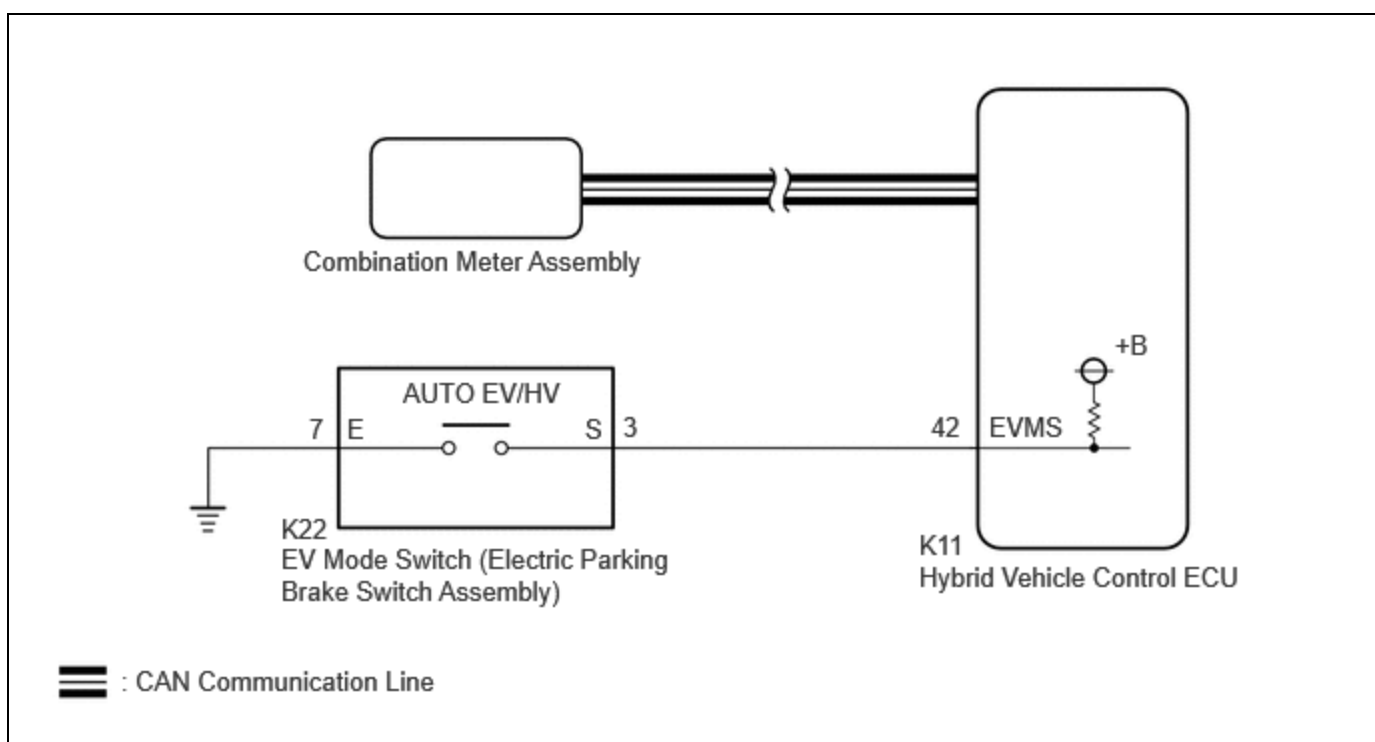 Combination Meter Assembly
+B
AUTO EV/HV
7 E S 3 42 EVMS
K22
EV Mode Switch (Electric Parking
Brake Switch Assembly)
K11
Hybrid Vehicle Control ECU
: CAN Communication Line